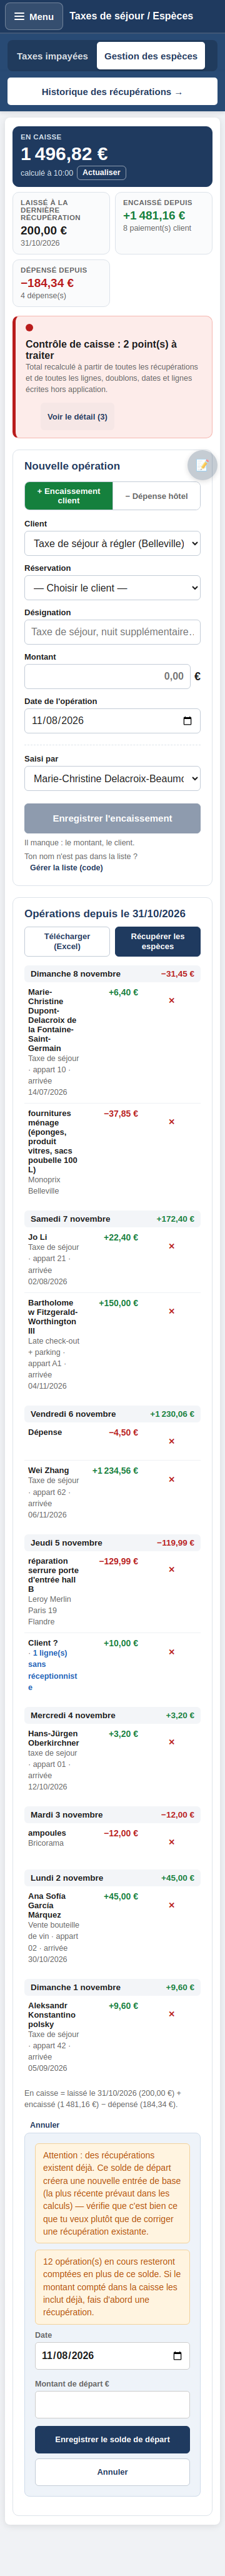 Menu
Taxes de séjour / Espèces
Taxes impayées
Gestion des espèces
Historique des récupérations →
EN CAISSE
1 496,82 €
calculé à 10:00
Actualiser
LAISSÉ À LA
DERNIÈRE
RÉCUPÉRATION
200,00 €
31/10/2026
ENCAISSÉ DEPUIS
+1 481,16 €
8 paiement(s) client
DÉPENSÉ DEPUIS
−184,34 €
4 dépense(s)
Contrôle de caisse : 2 point(s) à
traiter
Total recalculé à partir de toutes les récupérations
et de toutes les lignes, doublons, dates et lignes
écrites hors application.
Voir le détail (3)
Nouvelle opération
+ Encaissement
client
− Dépense hôtel
Client
Taxe de séjour à régler (Belleville)
Réservation
— Choisir le client —
Désignation
Taxe de séjour, nuit supplémentaire…
Montant
0,00 €
Date de l'opération
11/08/2026
Saisi par
Marie-Christine Delacroix-Beaumo
Enregistrer l'encaissement
Il manque : le montant, le client.
Ton nom n'est pas dans la liste ?
Gérer la liste (code)
Opérations depuis le 31/10/2026
Télécharger
(Excel)
Récupérer les
espèces
Dimanche 8 novembre −31,45 €
Marie-
Christine
Dupont-
Delacroix de
la Fontaine-
Saint-
Germain
+6,40 €
×
Taxe de séjour
· appart 10 ·
arrivée
14/07/2026
fournitures
ménage
(éponges,
produit
vitres, sacs
poubelle 100
L)
−37,85 €
×
Monoprix
Belleville
Samedi 7 novembre +172,40 €
Jo Li
+22,40 €
×
Taxe de séjour
· appart 21 ·
arrivée
02/08/2026
Bartholome
w Fitzgerald-
Worthington
III
+150,00 €
×
Late check-out
+ parking ·
appart A1 ·
arrivée
04/11/2026
Vendredi 6 novembre +1 230,06 €
Dépense
−4,50 €
×
Wei Zhang
+1 234,56 €
×
Taxe de séjour
· appart 62 ·
arrivée
06/11/2026
Jeudi 5 novembre −119,99 €
réparation
serrure porte
d'entrée hall
B
−129,99 €
×
Leroy Merlin
Paris 19
Flandre
Client ?
+10,00 €
×
· 1 ligne(s)
sans
réceptionnist
e
Mercredi 4 novembre +3,20 €
Hans-Jürgen
Oberkirchner
+3,20 €
×
taxe de sejour
· appart 01 ·
arrivée
12/10/2026
Mardi 3 novembre −12,00 €
ampoules
−12,00 €
×
Bricorama
Lundi 2 novembre +45,00 €
Ana Sofía
García
Márquez
+45,00 €
×
Vente bouteille
de vin · appart
02 · arrivée
30/10/2026
Dimanche 1 novembre +9,60 €
Aleksandr
Konstantino
polsky
+9,60 €
×
Taxe de séjour
· appart 42 ·
arrivée
05/09/2026
En caisse = laissé le 31/10/2026 (200,00 €) +
encaissé (1 481,16 €) − dépensé (184,34 €).
Annuler
Attention : des récupérations
existent déjà. Ce solde de départ
créera une nouvelle entrée de base
(la plus récente prévaut dans les
calculs) — vérifie que c'est bien ce
que tu veux plutôt que de corriger
une récupération existante.
12 opération(s) en cours resteront
comptées en plus de ce solde. Si le
montant compté dans la caisse les
inclut déjà, fais d'abord une
récupération.
Date
11/08/2026
Montant de départ €
Enregistrer le solde de départ
Annuler